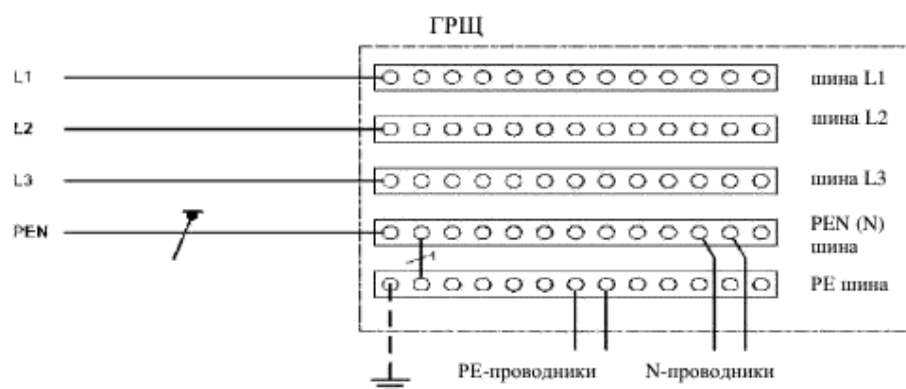 ГРЩ
L1
шина L1
L2
шина L2
L3
шина L3
PEN
PEN (N)
шина
1
PE шина
PE-проводники
N-проводники